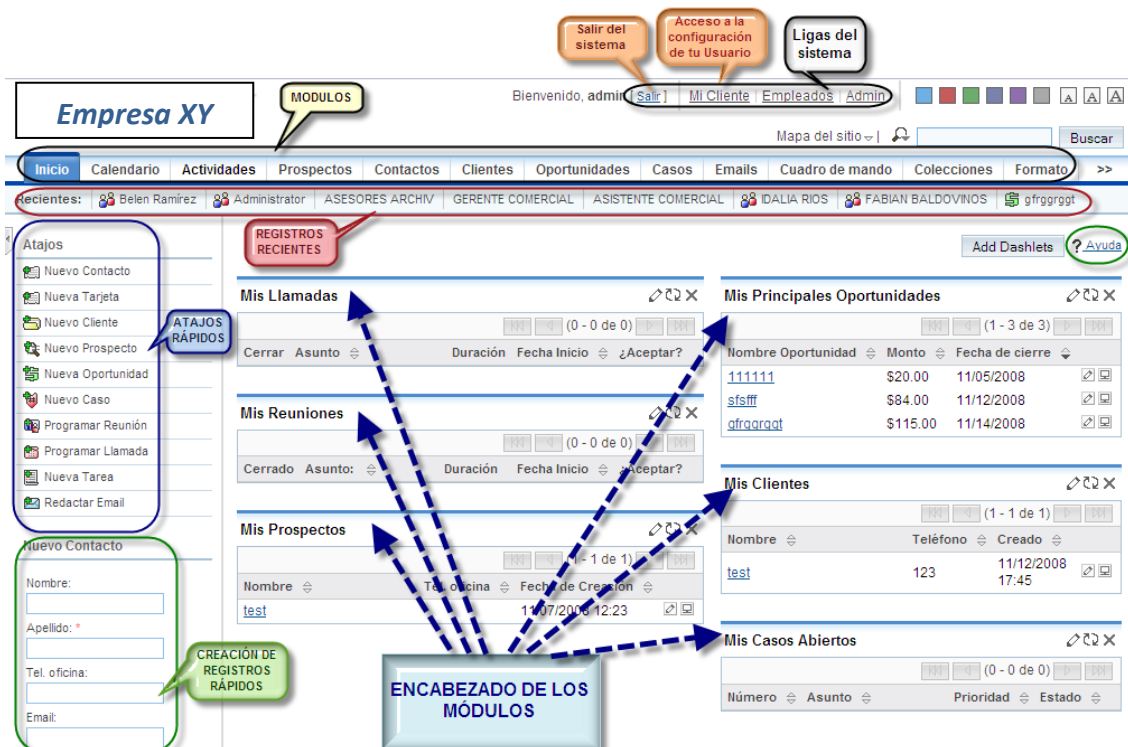 Salir del
sistema
Acceso a la
configuración
de tu Usuario
Ligas del
sistema
Empresa XY
MODULOS
Bienvenido, admin [ Salir ] Mi Cliente Empleados Admin
A A A
Mapa del sitio | Buscar
Inicio Calendario Actividades Prospectos Contactos Clientes Oportunidades Casos Emails Cuadro de mando Colecciones Formato >>
Recientes: Belen Ramírez Administrator ASESORES ARCHIV GERENTE COMERCIAL ASISTENTE COMERCIAL IDALIA RIOS FABIAN BALDOVINOS gfrggrggt
REGISTROS
RECIENTES
Add Dashlets ? Ayuda
Atajos
Nuevo Contacto
Nueva Tarjeta
Nuevo Cliente
Nuevo Prospecto
Nueva Oportunidad
Nuevo Caso
Programar Reunión
Programar Llamada
Nueva Tarea
Redactar Email
ATAJOS
RÁPIDOS
Nuevo Contacto
Nombre:
Apellido: *
Tel. oficina:
Email:
CREACIÓN DE
REGISTROS
RÁPIDOS
Mis Llamadas
(0 - 0 de 0)
Cerrar Asunto Duración Fecha Inicio ¿Aceptar?
Mis Reuniones
(0 - 0 de 0)
Cerrado Asunto: Duración Fecha Inicio ¿Aceptar?
Mis Prospectos
(1 - 1 de 1)
Nombre Tel. oficina Fecha de Creación
test 11/07/2008 12:23
Mis Principales Oportunidades
(1 - 3 de 3)
Nombre Oportunidad Monto Fecha de cierre
111111 $20.00 11/05/2008
sfsfff $84.00 11/12/2008
gfrggrggt $115.00 11/14/2008
Mis Clientes
(1 - 1 de 1)
Nombre Teléfono Creado
test 123 11/12/2008
17:45
Mis Casos Abiertos
(0 - 0 de 0)
Número Asunto Prioridad Estado
ENCABEZADO DE LOS
MÓDULOS